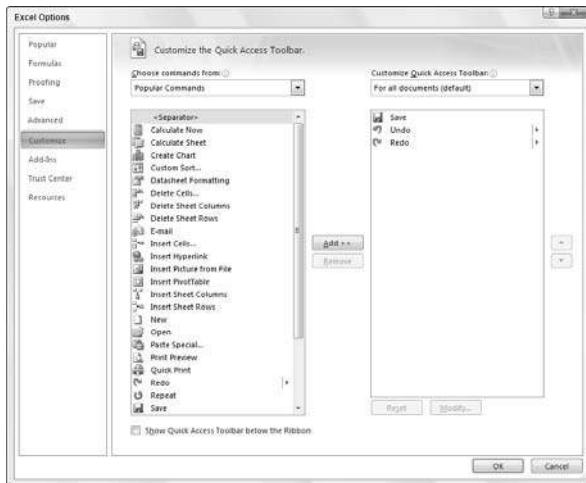 Excel Options
Popular
Formulas
Proofing
Save
Advanced
Customize
Add-Ins
Trust Center
Resources
Customize the Quick Access Toolbar.
Choose commands from:
Popular Commands
<Separator>
Calculate Now
Calculate Sheet
Create Chart
Custom Sort...
Datasheet Formatting
Delete Cells...
Delete Sheet Columns
Delete Sheet Rows
E-mail
Insert Cells...
Insert Hyperlink
Insert Picture from File
Insert PivotTable
Insert Sheet Columns
Insert Sheet Rows
New
Open
Paste Special...
Print Preview
Quick Print
Redo
Repeat
Save
Show Quick Access Toolbar below the Ribbon
Add >>
Remove
Customize Quick Access Toolbar:
For all documents (default)
Save
Undo
Redo
Reset
Modify...
OK
Cancel